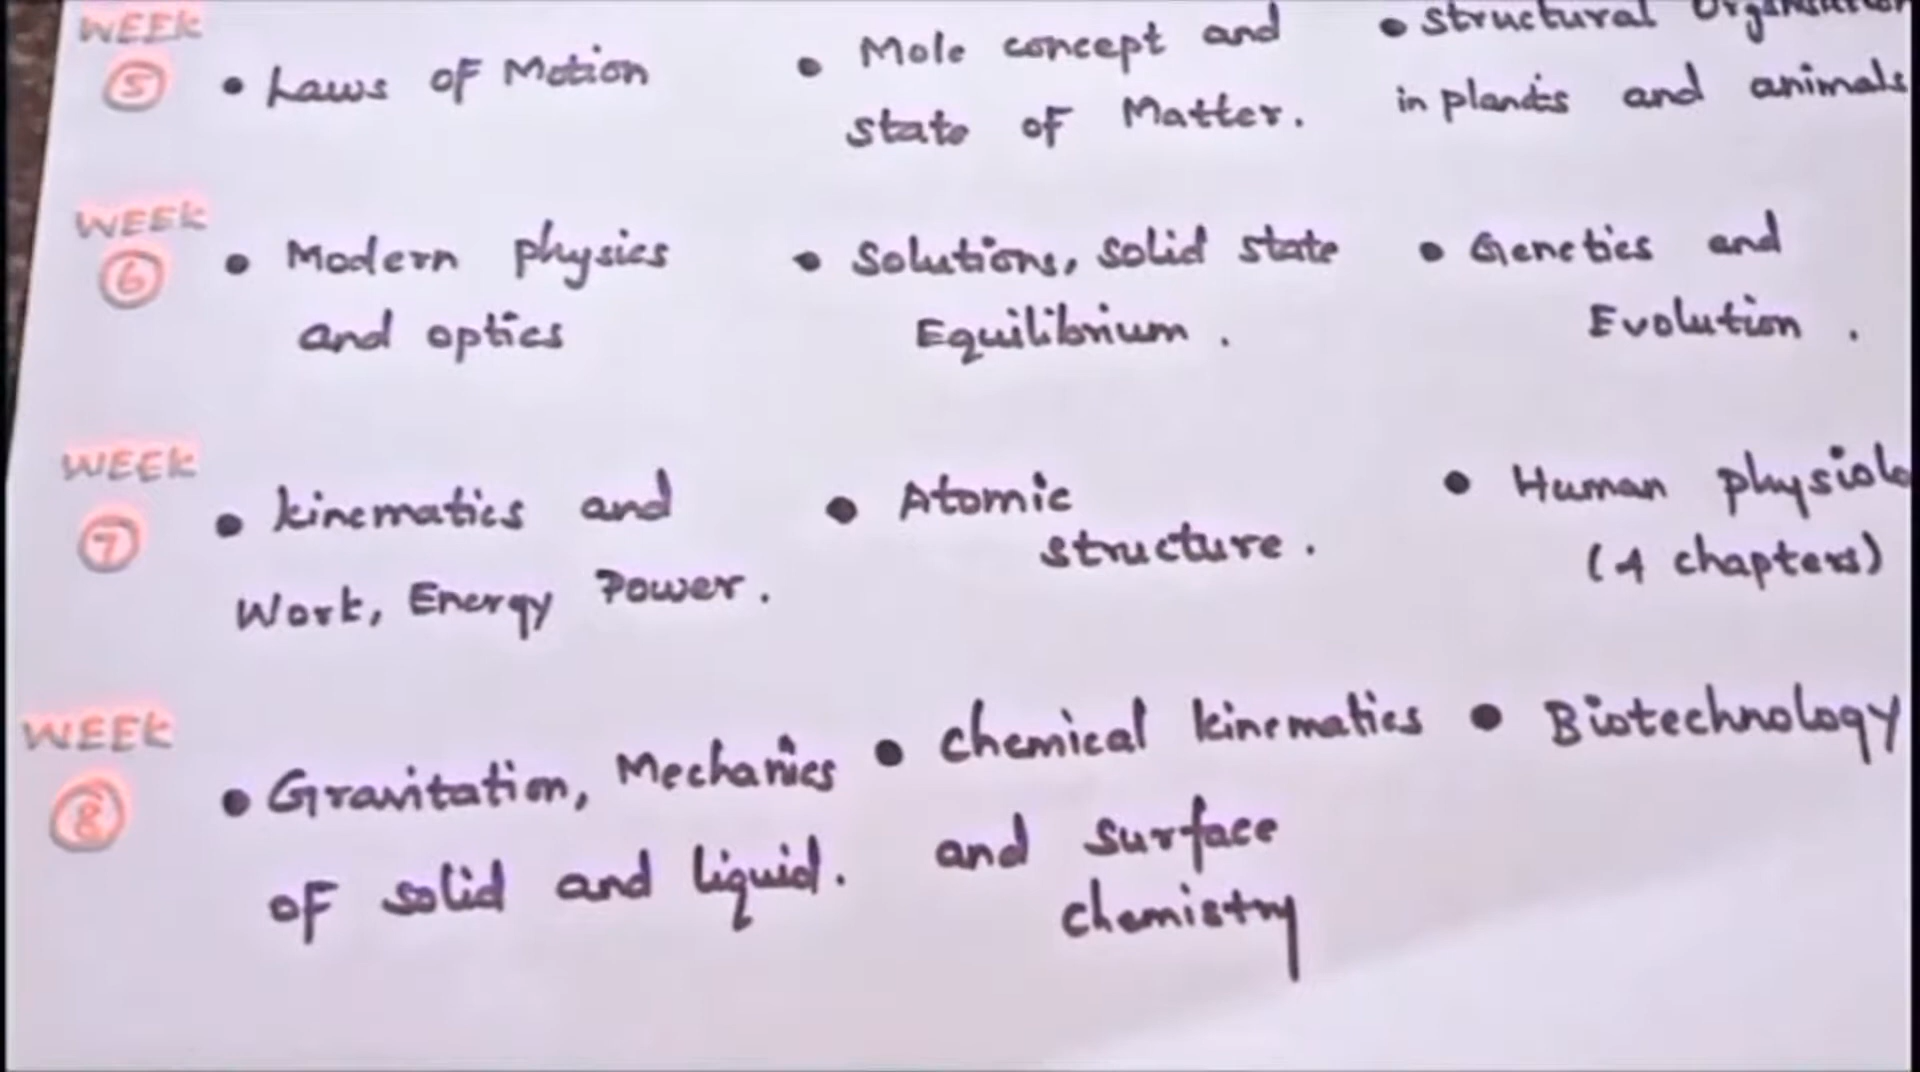 WEEK
5
• Laws of Motion
• Mole concept and
state of Matter.
• Structural Organisation
in plants and animals
WEEK
6
• Modern physics
and optics
• Solutions, solid state
Equilibrium .
• Genetics and
Evolution .
WEEK
7
• kinematics and
Work, Energy Power.
• Atomic
structure .
• Human physiolo
(4 chapters)
WEEK
8
• Gravitation, Mechanics
of solid and liquid.
• chemical kinematics
and surface
chemistry
• Biotechnology